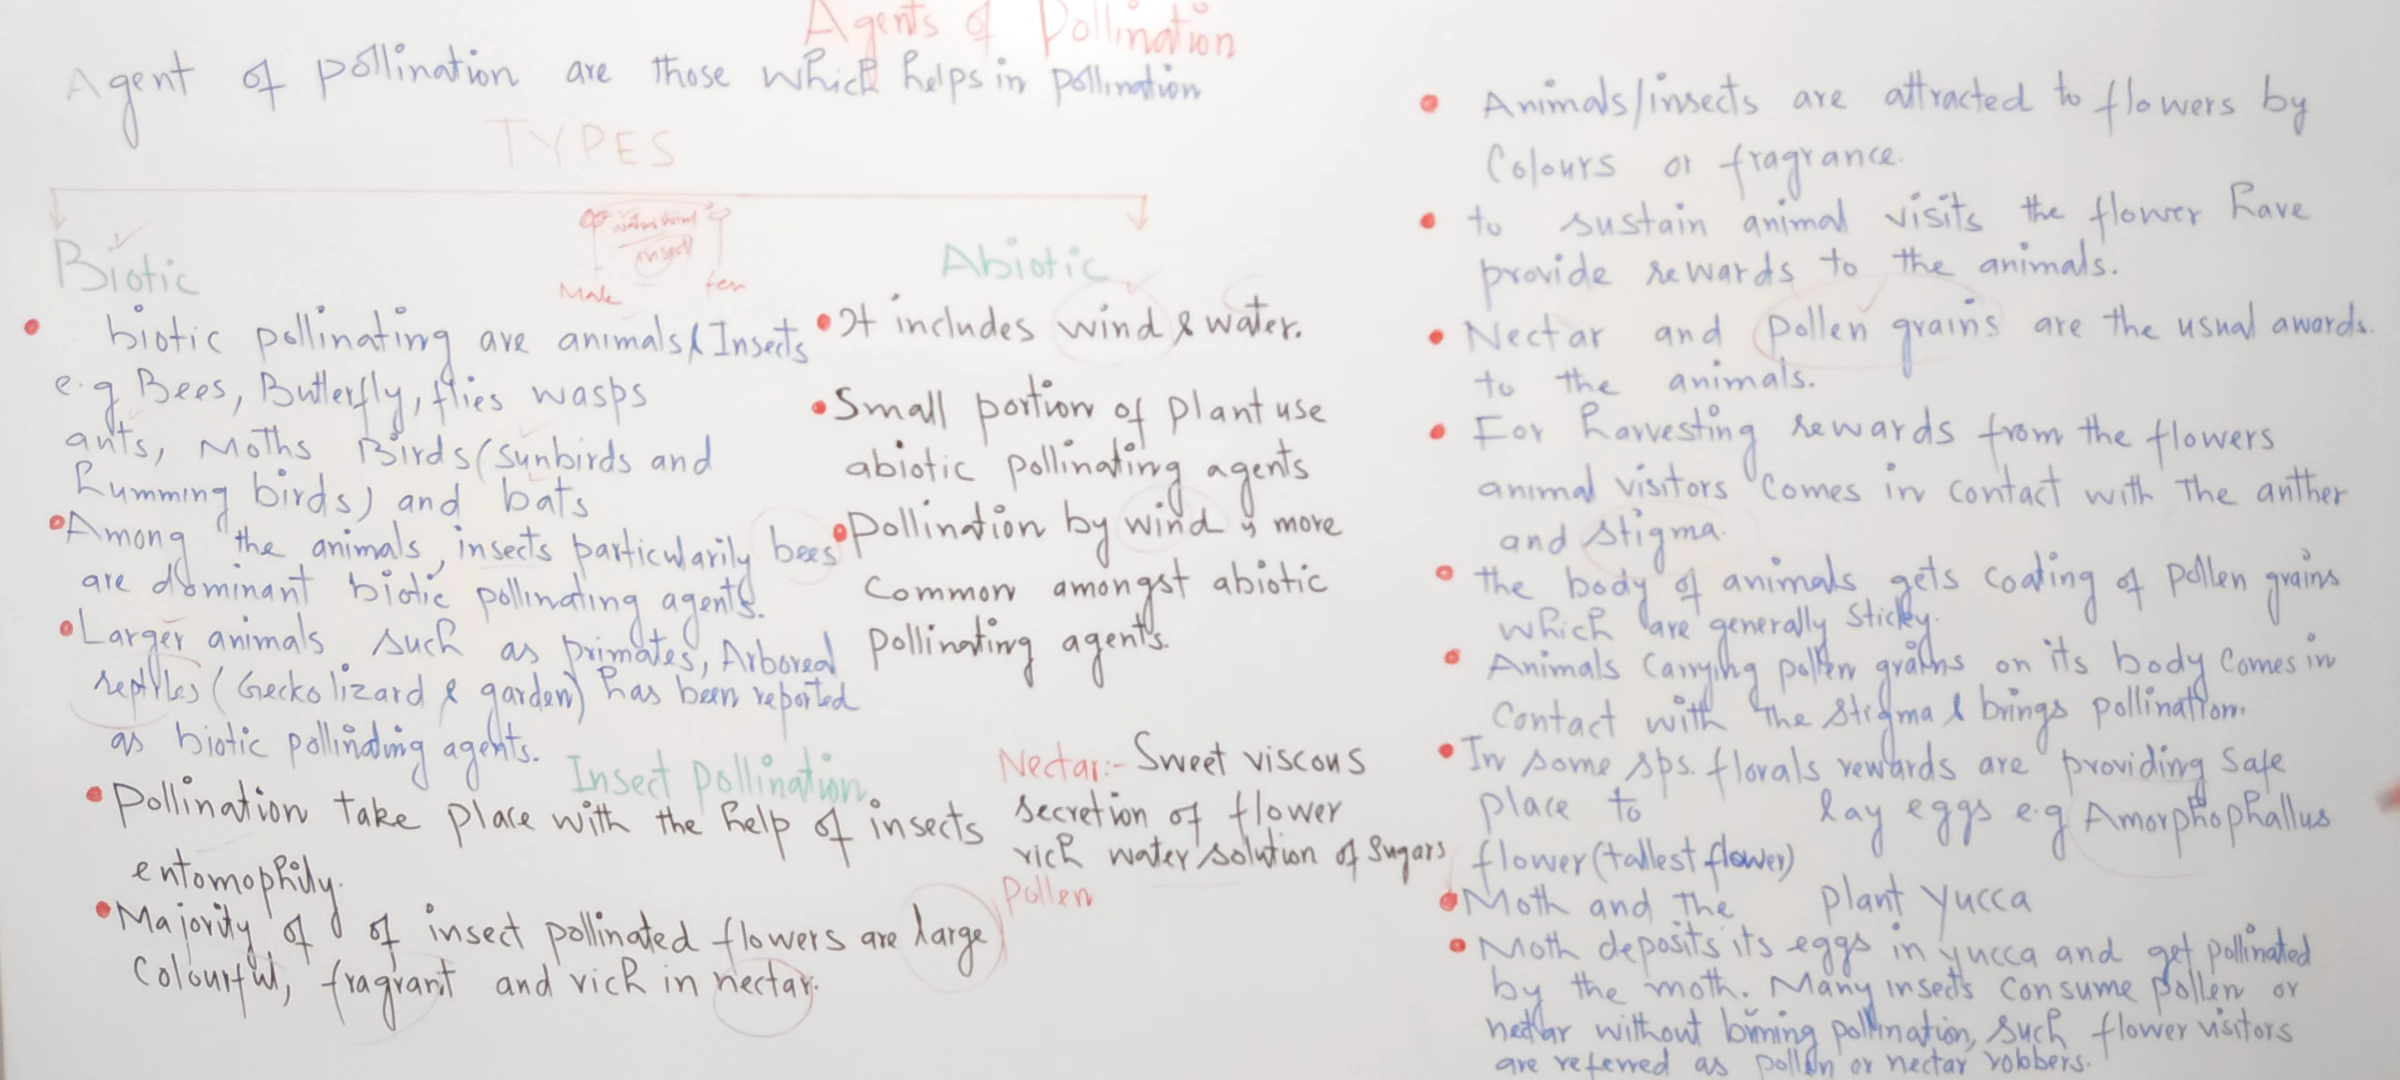 Agents of Pollination
Agent of pollination are those which helps in pollination
TYPES
Biotic
water wind
insect
Male
fem
Abiotic
• biotic pollinating are animals & Insects
e.g Bees, Butterfly, flies wasps
ants, Moths Birds (sunbirds and
humming birds) and bats
• Among the animals, insects particularily bees
are dominant biotic pollinating agents.
• Larger animals such as primates, Arboreal
reptiles (Gecko lizard & garden) has been reported
as biotic pollinating agents.
• It includes wind & water.
• Small portion of plant use
abiotic pollinating agents
• Pollination by wind is more
Common amongst abiotic
pollinating agents.
Insect pollination
• Pollination take place with the help of insects
entomophily.
• Majority of of insect pollinated flowers are large
Colourful, fragrant and rich in nectar.
Nectar:- Sweet viscous
secretion of flower
rich water solution of Sugars
Pollen
• Animals/insects are attracted to flowers by
Colours or fragrance.
• to sustain animal visits the flower have
provide rewards to the animals.
• Nectar and pollen grains are the usual awards.
to the animals.
• For harvesting rewards from the flowers
animal visitors comes in contact with the anther
and stigma.
• the body of animals gets coating of pollen grains
which are generally sticky.
• Animals carrying pollen grains on its body comes in
contact with the stigma & brings pollination.
• In some sps. florals rewards are providing safe
place to lay eggs e.g Amorphophallus
flower (tallest flower)
• Moth and the plant yucca
• Moth deposits its eggs in yucca and get pollinated
by the moth. Many insects consume pollen or
nectar without pollination, such flower visitors
are referred as pollen or nectar robbers.